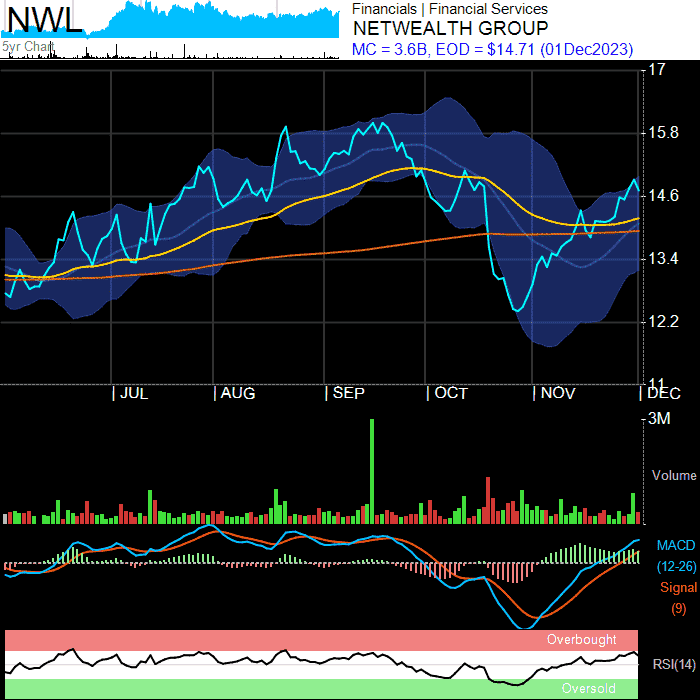 NWL
5yr Chart
Financials | Financial Services
NETWEALTH GROUP
MC = 3.6B, EOD = $14.71 (01Dec2023)
17
15.8
14.6
13.4
12.2
11
JUL
AUG
SEP
OCT
NOV
DEC
3M
Volume
MACD
(12-26)
Signal
(9)
Overbought
RSI(14)
Oversold